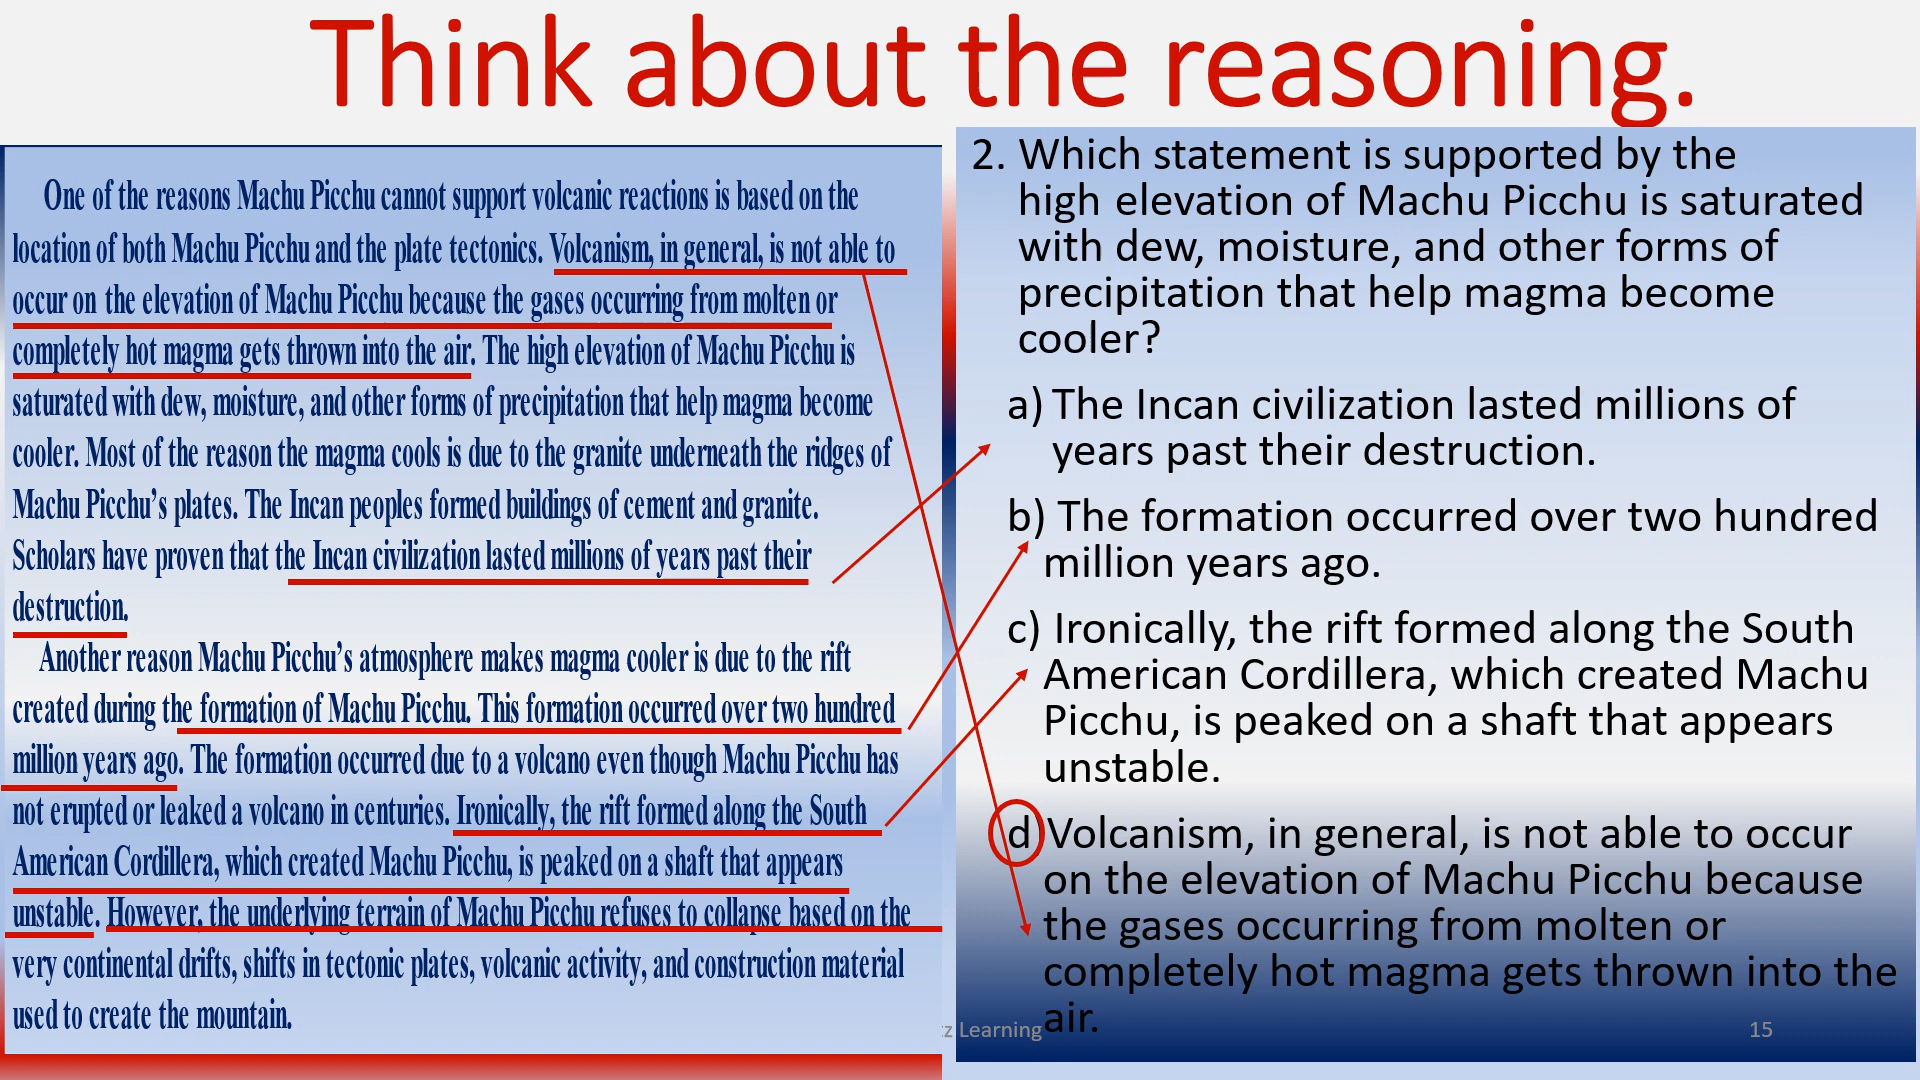 Think about the reasoning.
One of the reasons Machu Picchu cannot support volcanic reactions is based on the
location of both Machu Picchu and the plate tectonics. Volcanism, in general, is not able to
occur on the elevation of Machu Picchu because the gases occurring from molten or
completely hot magma gets thrown into the air. The high elevation of Machu Picchu is
saturated with dew, moisture, and other forms of precipitation that help magma become
cooler. Most of the reason the magma cools is due to the granite underneath the ridges of
Machu Picchu’s plates. The Incan peoples formed buildings of cement and granite.
Scholars have proven that the Incan civilization lasted millions of years past their
destruction.
Another reason Machu Picchu’s atmosphere makes magma cooler is due to the rift
created during the formation of Machu Picchu. This formation occurred over two hundred
million years ago. The formation occurred due to a volcano even though Machu Picchu has
not erupted or leaked a volcano in centuries. Ironically, the rift formed along the South
American Cordillera, which created Machu Picchu, is peaked on a shaft that appears
unstable. However, the underlying terrain of Machu Picchu refuses to collapse based on the
very continental drifts, shifts in tectonic plates, volcanic activity, and construction material
used to create the mountain.
2. Which statement is supported by the
high elevation of Machu Picchu is saturated
with dew, moisture, and other forms of
precipitation that help magma become
cooler?
a) The Incan civilization lasted millions of
years past their destruction.
b) The formation occurred over two hundred
million years ago.
c) Ironically, the rift formed along the South
American Cordillera, which created Machu
Picchu, is peaked on a shaft that appears
unstable.
d) Volcanism, in general, is not able to occur
on the elevation of Machu Picchu because
the gases occurring from molten or
completely hot magma gets thrown into the
air.
Learning
15